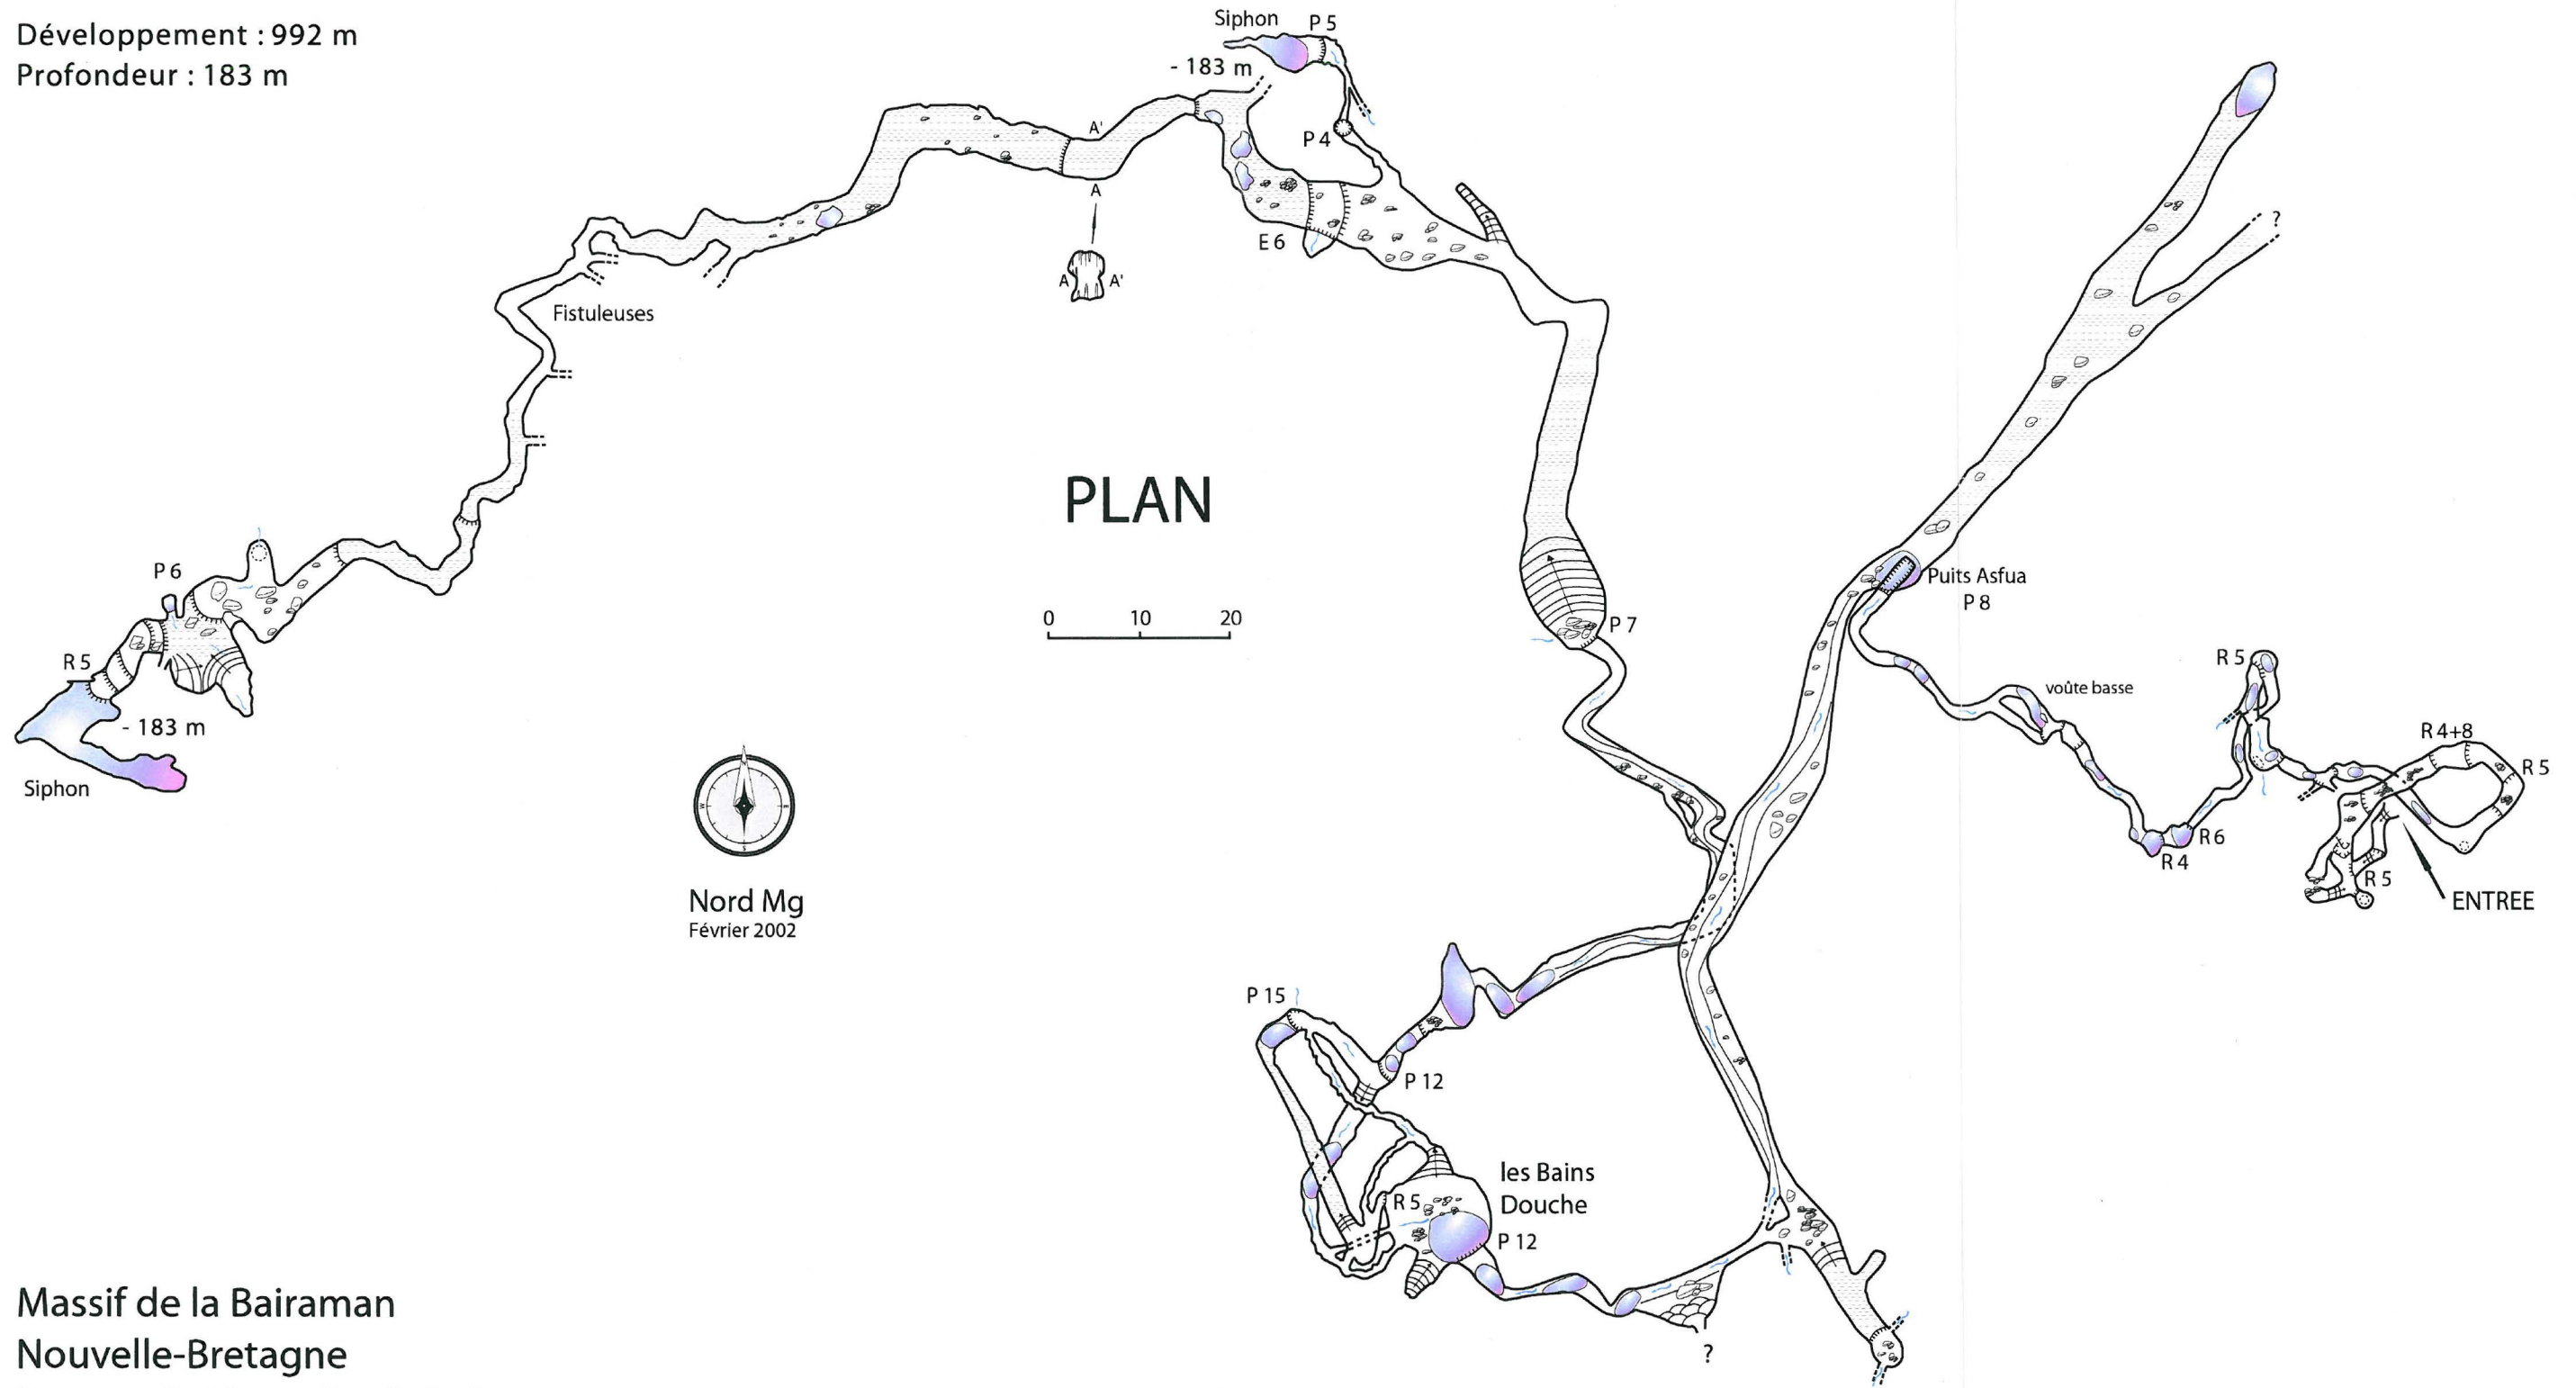 Développement : 992 m
Profondeur : 183 m
Siphon P 5
- 183 m
P 4
A'
A
A A'
E 6
?
Fistuleuses
PLAN
0 10 20
P 7
Puits Asfua
P 8
voûte basse
R 5
R 4+8
R 5
R 6
R 4
R 5
ENTREE
P 6
R 5
- 183 m
Siphon
Nord Mg
Février 2002
P 15
P 12
les Bains
Douche
R 5
P 12
?
Massif de la Bairaman
Nouvelle-Bretagne